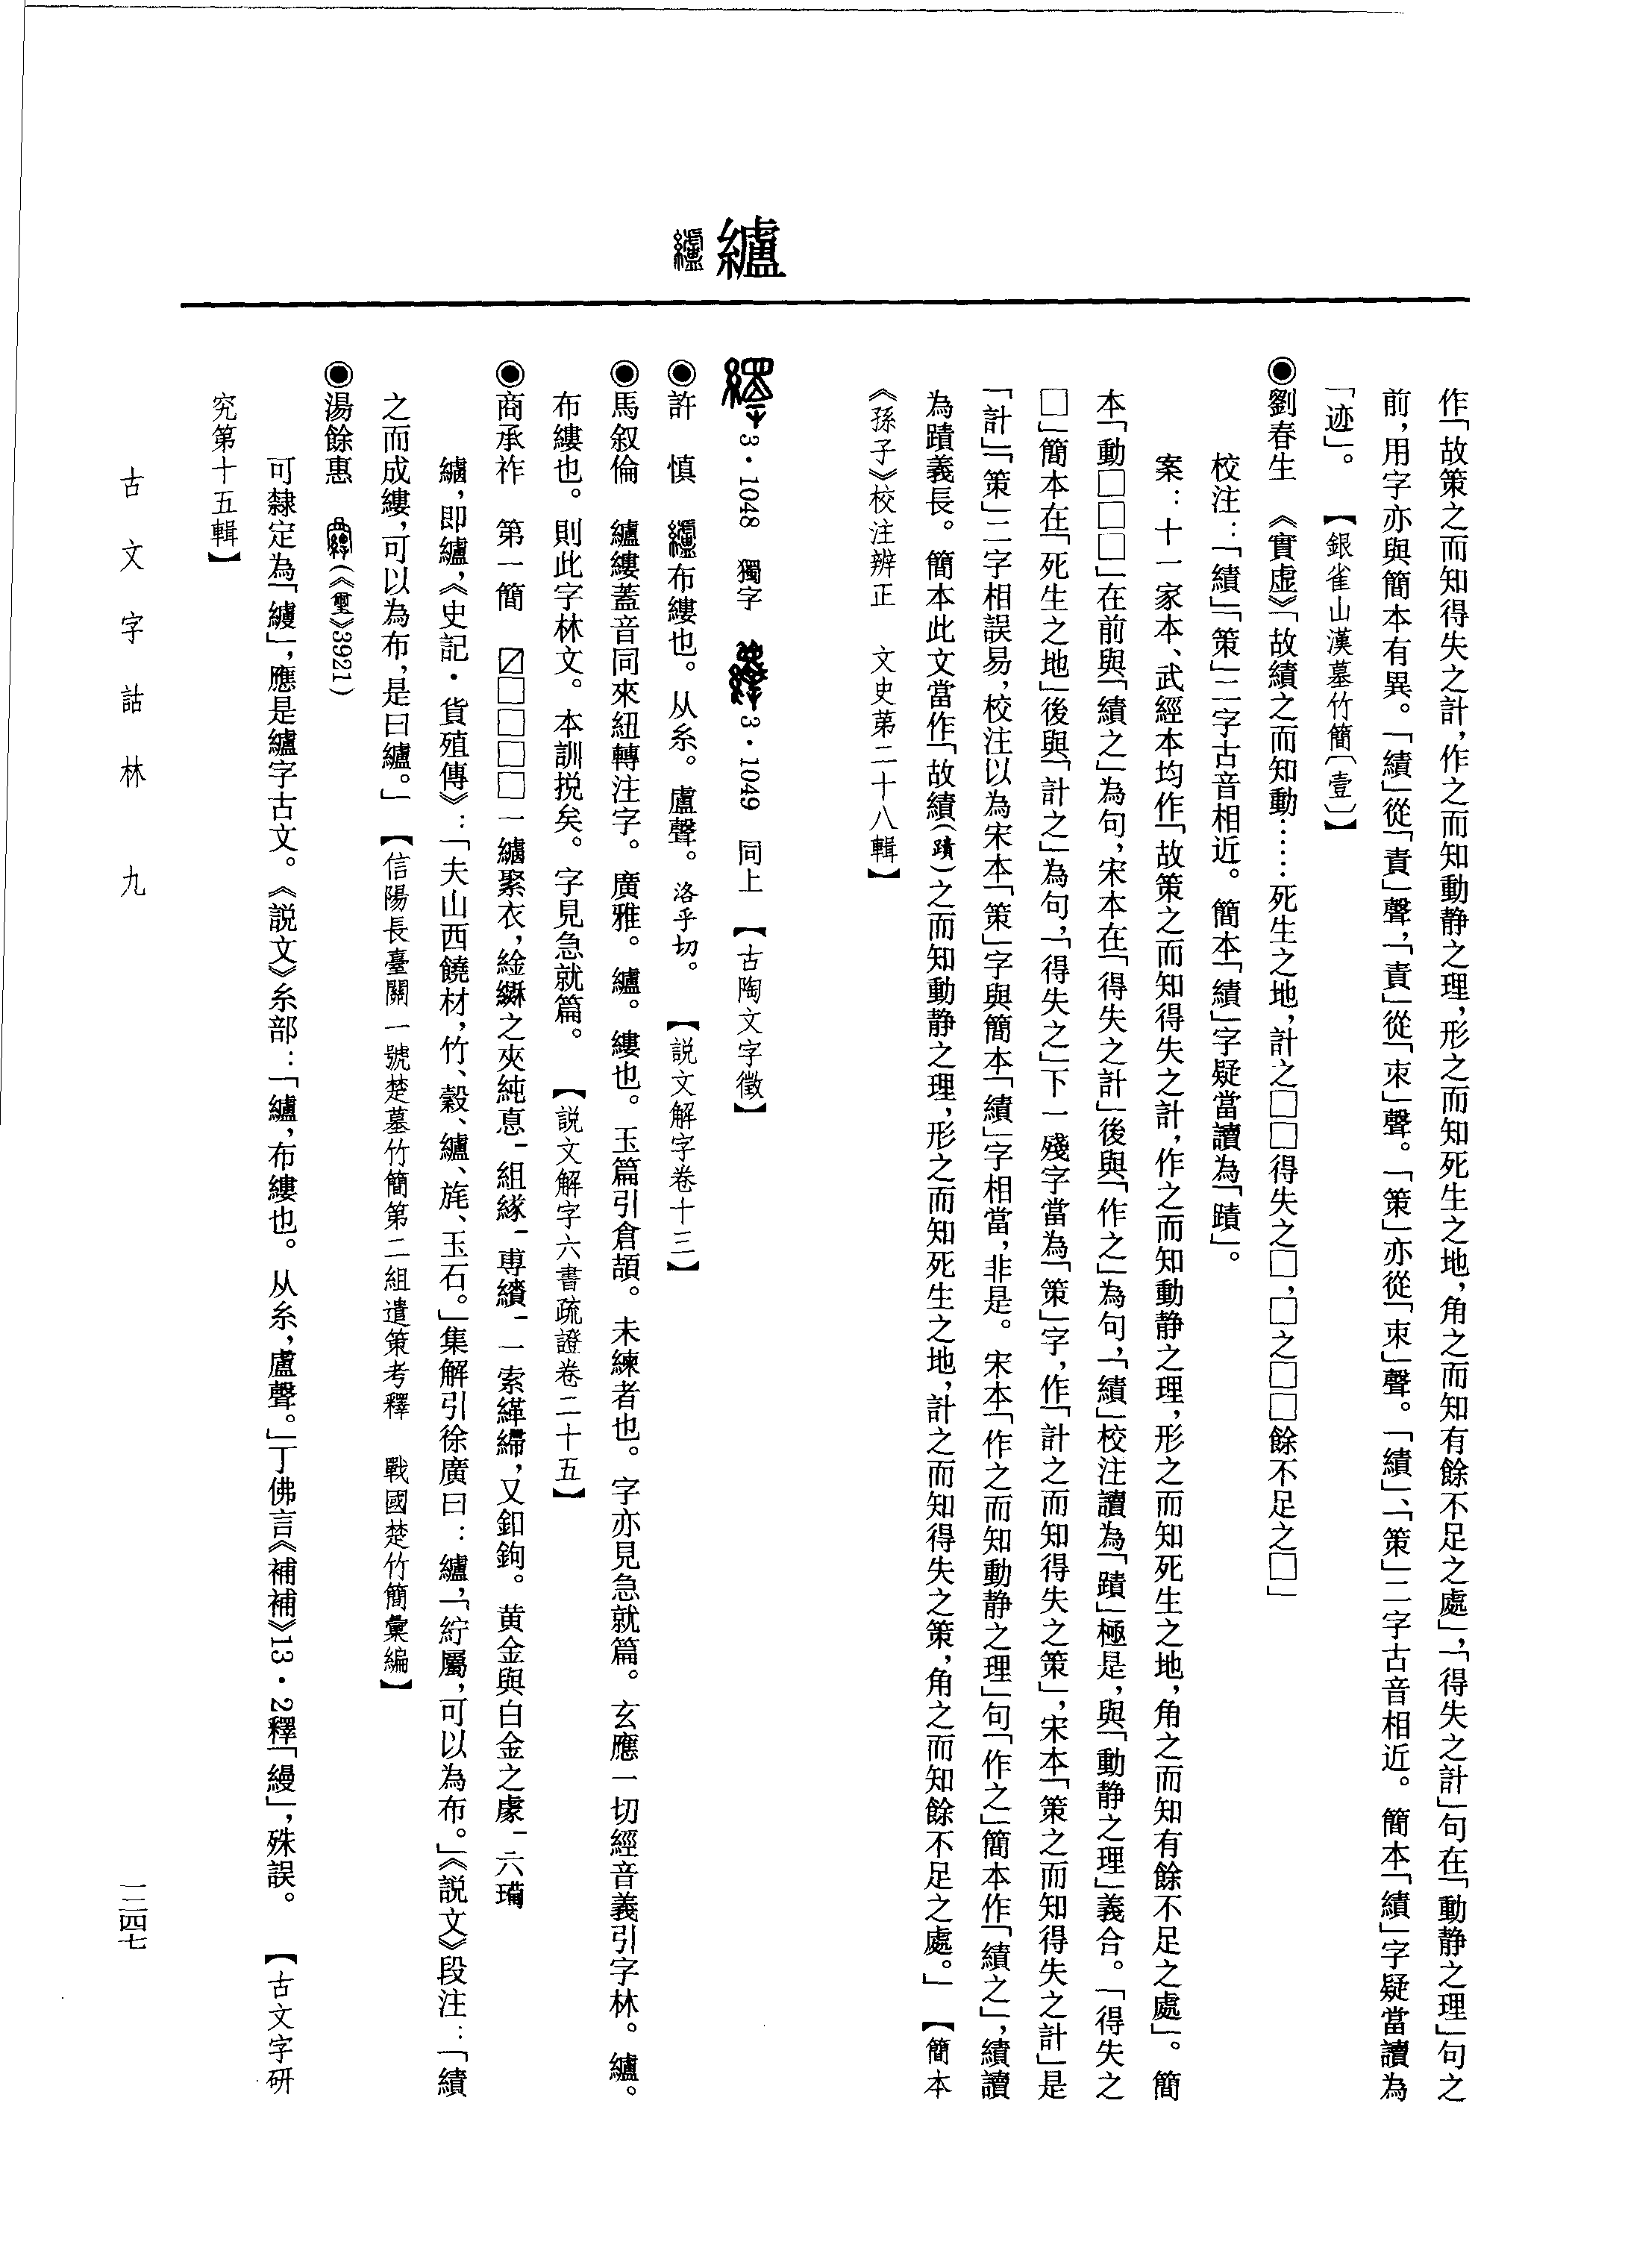 纑
作「故策之而知得失之計，作之而知動静之理，形之而知死生之地，角之而知有餘不足之處」，「得失之計」句在「動静之理」句之
前，用字亦與簡本有異。「績」從「責」聲，「責」從「朿」聲。「策」亦從「朿」聲。「績」、「策」二字古音相近。簡本「績」字疑當讀為
「迹」。　【銀雀山漢墓竹簡〔壹〕】
◉劉春生　《實虛》「故績之而知動……死生之地，計之□□得失之□，□之□□餘不足之□」
校注：「績」「策」二字古音相近。簡本「績」字疑當讀為「蹟」。
案：十一家本、武經本均作「故策之而知得失之計，作之而知動静之理，形之而知死生之地，角之而知有餘不足之處」。簡
本「動□□□」在前與「績之」為句，宋本在「得失之計」後與「作之」為句，「績」校注讀為「蹟」極是，與「動静之理」義合。「得失之
□」簡本在「死生之地」後與「計之」為句，「得失之」下一殘字當為「策」字，作「計之而知得失之策」，宋本「策之而知得失之計」是
「計」「策」二字相誤易，校注以為宋本「策」字與簡本「績」字相當，非是。宋本「作之而知動静之理」句「作之」簡本作「績之」，績讀
為蹟義長。簡本此文當作「故績（蹟）之而知動静之理，形之而知死生之地，計之而知得失之策，角之而知餘不足之處。」　【簡本
《孫子》校注辨正　文史第二十八輯】
3·1048　獨字　3·1049　同上　【古陶文字徵】
◉許　慎　布縷也。从糸。盧聲。洛乎切。　【説文解字卷十三】
◉馬叙倫　纑縷蓋音同來紐轉注字。廣雅。纑。縷也。玉篇引倉頡。未練者也。字亦見急就篇。玄應一切經音義引字林。纑。
布縷也。則此字林文。本訓捝矣。字見急就篇。　【説文解字六書疏證卷二十五】
◉商承祚　第一簡　□□□□一緊衣，之夾純悳一組緣一專繢一一索，又釦鉤。黄金與白金之一六
，即纑，《史記·貨殖傳》：「夫山西饒材，竹、穀、纑、旄、玉石。」集解引徐廣曰：纑，「紵屬，可以為布。」《説文》段注：「績
之而成縷，可以為布，是曰纑。」　【信陽長臺關一號楚墓竹簡第二組遣策考釋　戰國楚竹簡彙編】
◉湯餘惠　（《璽》3921）
可隸定為「」，應是纑字古文。《説文》糸部：「纑，布縷也。从糸，盧聲。」丁佛言《補補》13·2釋「縵」，殊誤。　【古文字研
究第十五輯】
古文字詁林　九
一二四七